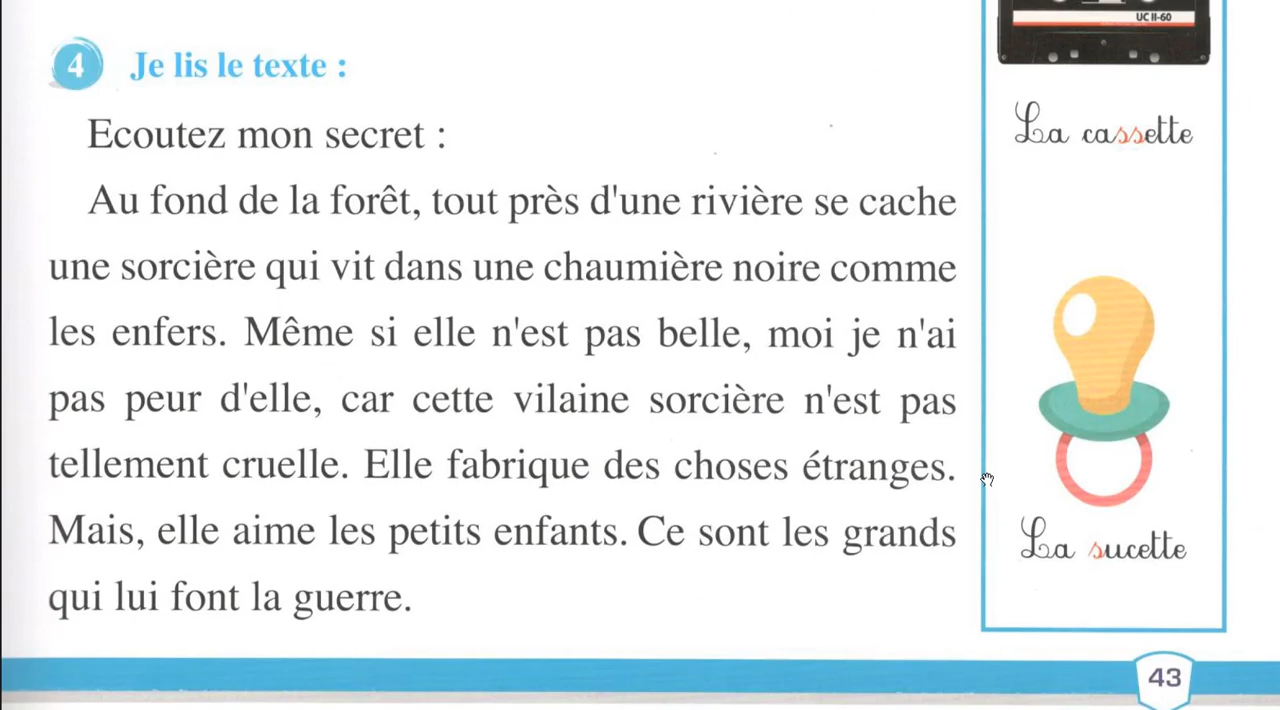 UC II-60
4 Je lis le texte :
La cassette
Ecoutez mon secret :
Au fond de la forêt, tout près d'une rivière se cache
une sorcière qui vit dans une chaumière noire comme
les enfers. Même si elle n'est pas belle, moi je n'ai
pas peur d'elle, car cette vilaine sorcière n'est pas
tellement cruelle. Elle fabrique des choses étranges.
Mais, elle aime les petits enfants. Ce sont les grands
qui lui font la guerre.
La sucette
43